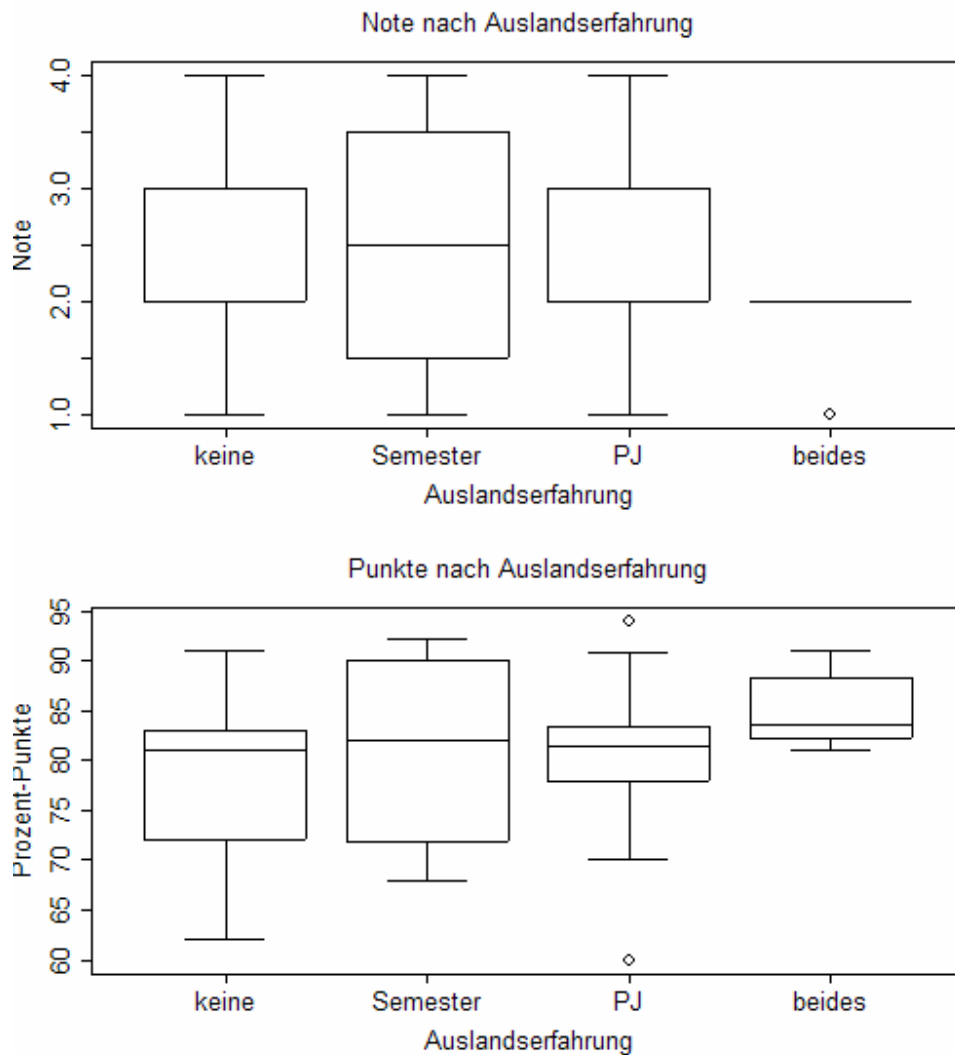 Note nach Auslandserfahrung
Note
4.0
3.0
2.0
1.0
keine Semester PJ beides
Auslandserfahrung
Punkte nach Auslandserfahrung
Prozent-Punkte
95
90
85
80
75
70
65
60
keine Semester PJ beides
Auslandserfahrung